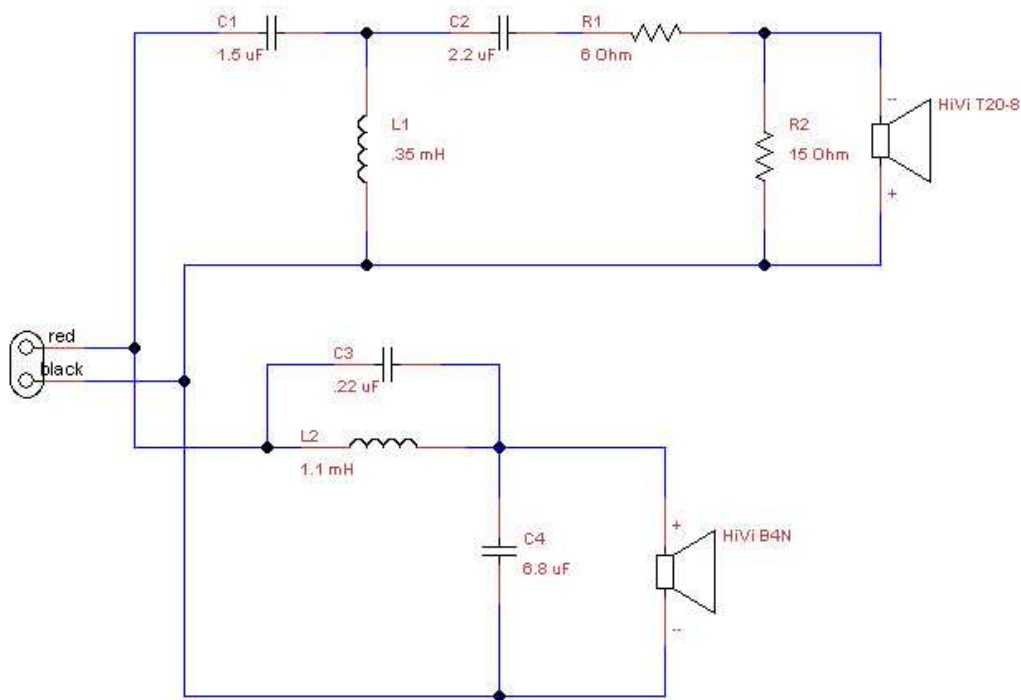 C1
1.5 uF
C2
2.2 uF
R1
6 Ohm
L1
.35 mH
R2
15 Ohm
--
HiVi T20-8
+
red
black
C3
.22 uF
L2
1.1 mH
C4
6.8 uF
+
HiVi B4N
--